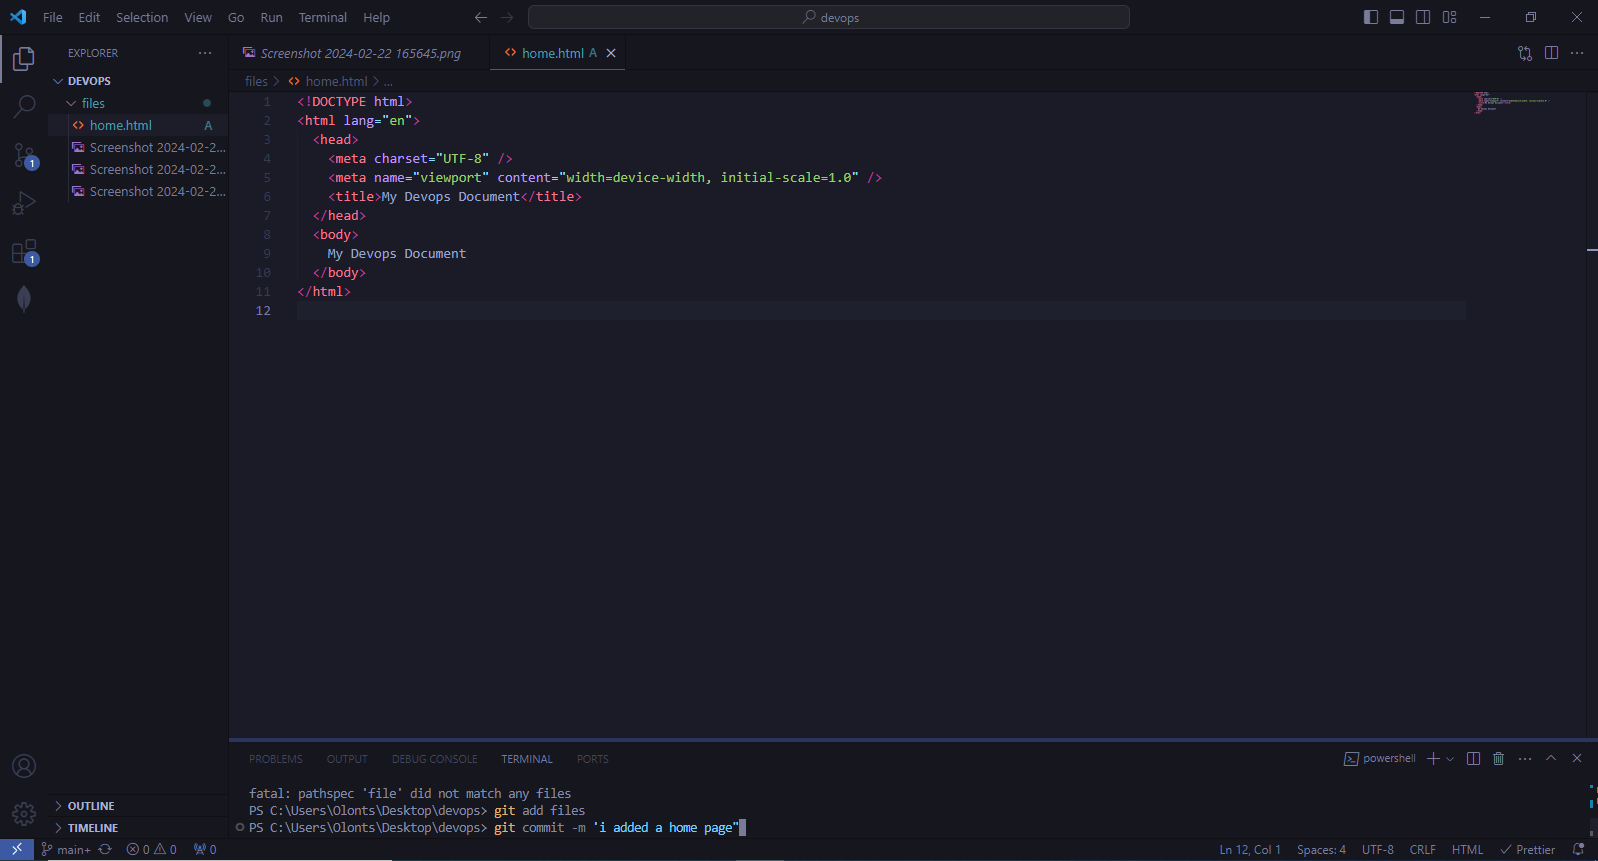 File Edit Selection View Go Run Terminal Help
devops
EXPLORER
DEVOPS
files
home.html A
Screenshot 2024-02-2...
Screenshot 2024-02-2...
Screenshot 2024-02-2...
OUTLINE
TIMELINE
1
1
Screenshot 2024-02-22 165645.png
home.html A
files > home.html > ...
1 <!DOCTYPE html>
2 <html lang="en">
3 <head>
4 <meta charset="UTF-8" />
5 <meta name="viewport" content="width=device-width, initial-scale=1.0" />
6 <title>My Devops Document</title>
7 </head>
8 <body>
9 My Devops Document
10 </body>
11 </html>
12
PROBLEMS OUTPUT DEBUG CONSOLE TERMINAL PORTS
powershell
fatal: pathspec 'file' did not match any files
PS C:\Users\Olonts\Desktop\devops> git add files
PS C:\Users\Olonts\Desktop\devops> git commit -m 'i added a home page"
main+ 0 0 0
Ln 12, Col 1 Spaces: 4 UTF-8 CRLF HTML Prettier